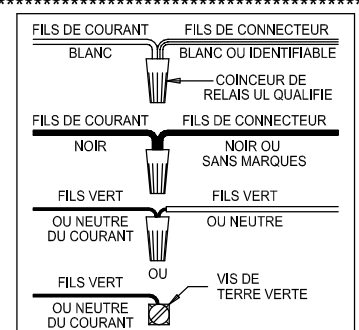 ************************************************
FILS DE COURANT FILS DE CONNECTEUR
BLANC BLANC OU IDENTIFIABLE
COINCEUR DE
RELAIS UL QUALIFIE
FILS DE COURANT FILS DE CONNECTEUR
NOIR NOIR OU
SANS MARQUES
FILS VERT FILS VERT
OU NEUTRE OU NEUTRE
DU COURANT
OU
FILS VERT VIS DE
TERRE VERTE
OU NEUTRE
DU COURANT